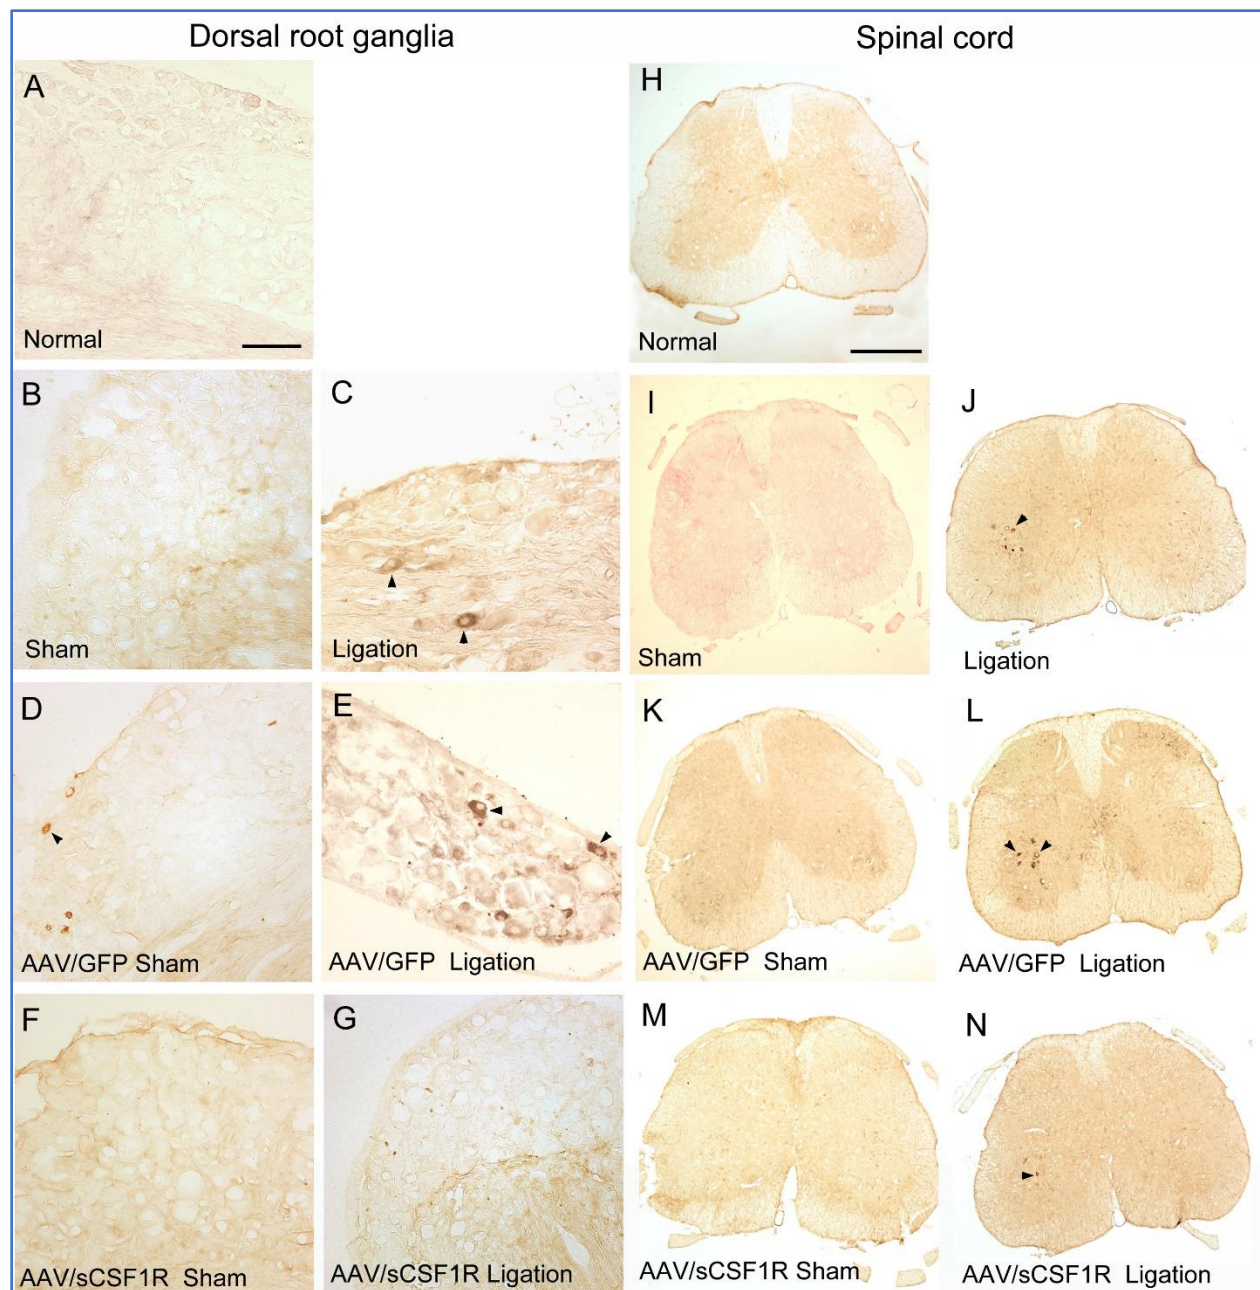 Dorsal root ganglia
Spinal cord
A
Normal
H
Normal
B
Sham
C
Ligation
I
Sham
J
Ligation
D
AAV/GFP Sham
E
AAV/GFP Ligation
K
AAV/GFP Sham
L
AAV/GFP Ligation
F
AAV/sCSF1R Sham
G
AAV/sCSF1R Ligation
M
AAV/sCSF1R Sham
N
AAV/sCSF1R Ligation